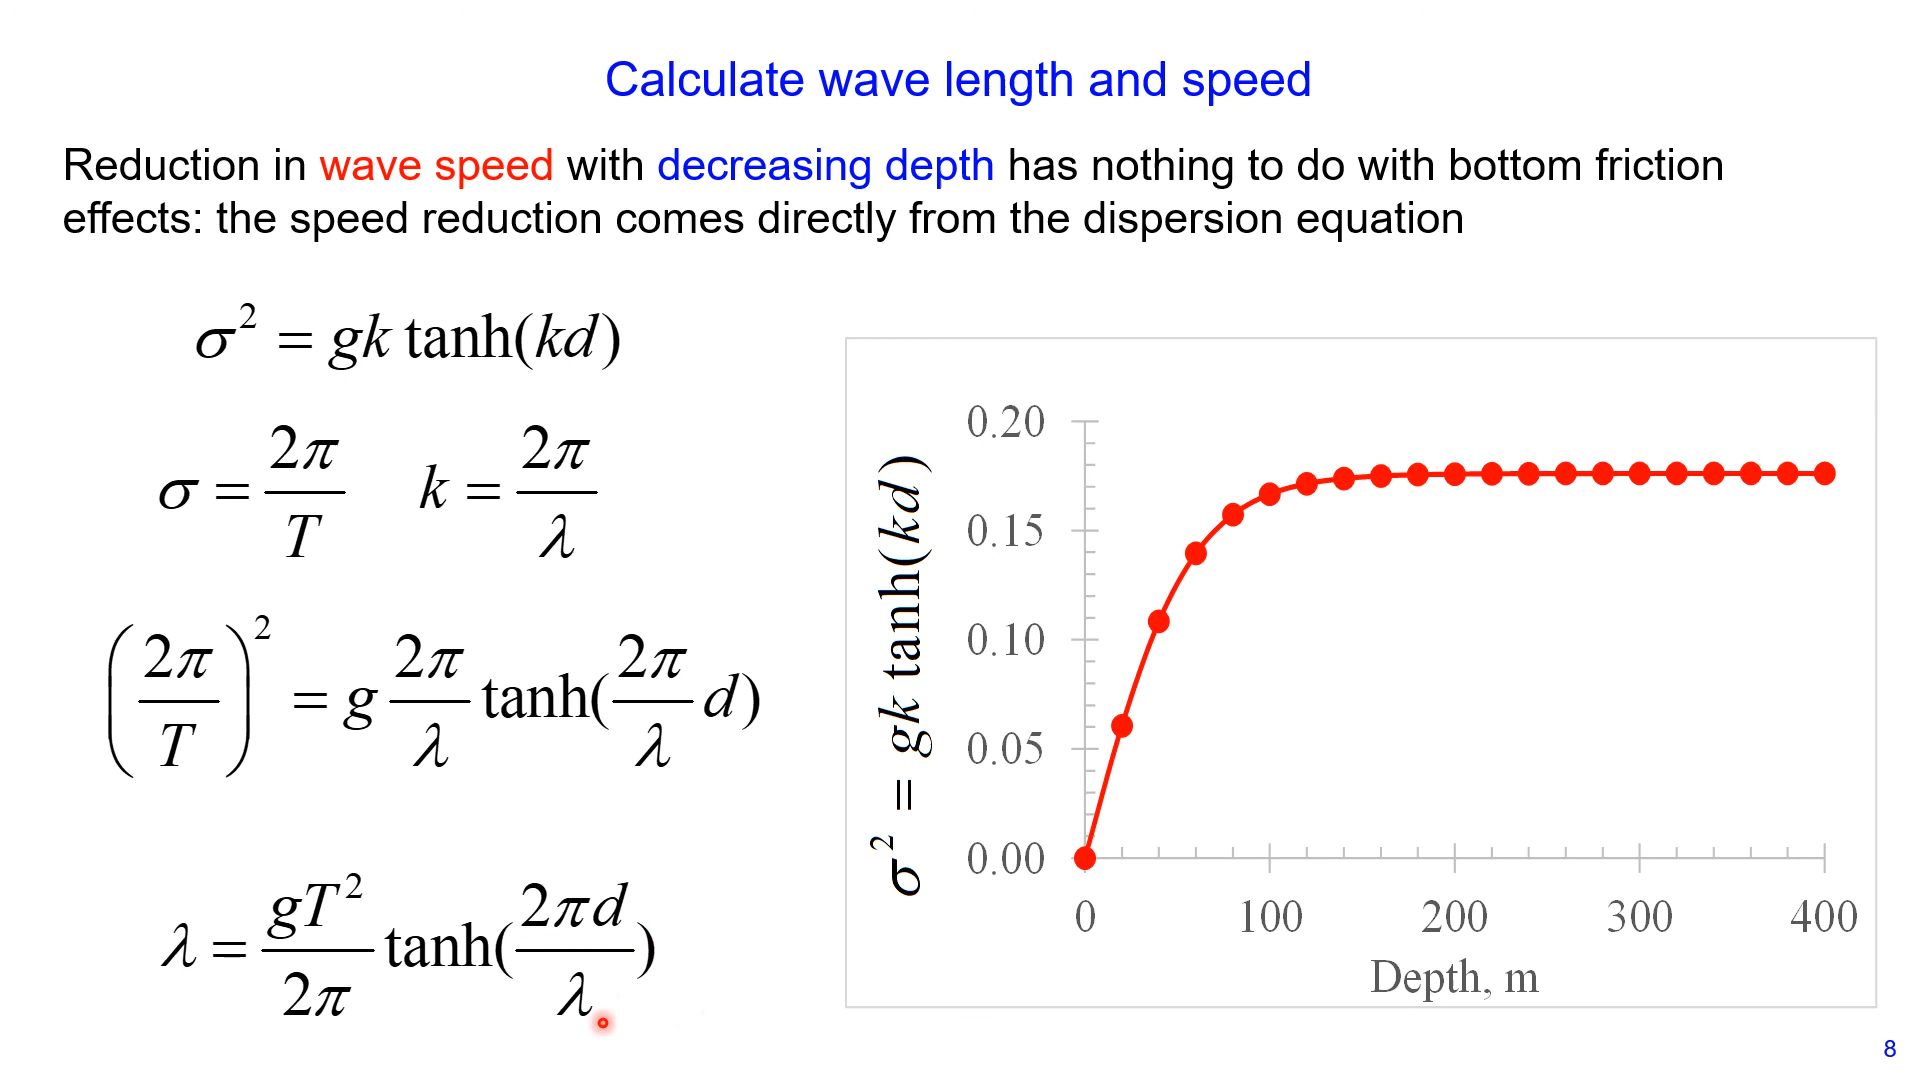 Calculate wave length and speed
Reduction in wave speed with decreasing depth has nothing to do with bottom friction
effects: the speed reduction comes directly from the dispersion equation
σ² = gk tanh(kd)
σ = 2π/T k = 2π/λ
(2π/T)² = g 2π/λ tanh(2π/λ d)
λ = gT²/2π tanh(2πd/λ)
σ² = gk tanh(kd)
0.20
0.15
0.10
0.05
0.00
0 100 200 300 400
Depth, m
8